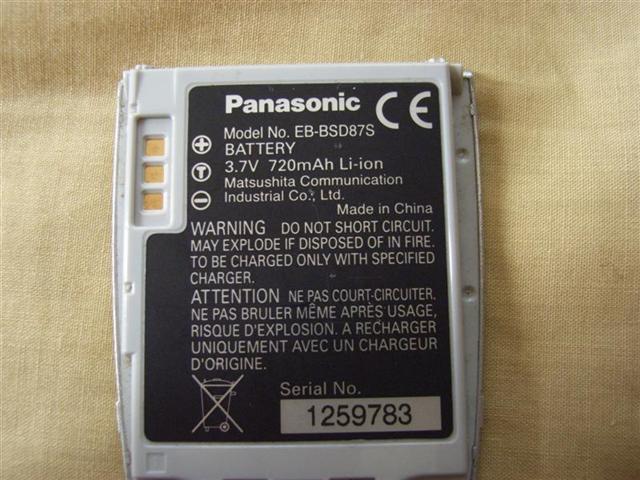 Panasonic CE
Model No. EB-BSD87S
BATTERY
3.7V 720mAh Li-ion
Matsushita Communication
Industrial Co., Ltd.
Made in China
+
T
-
WARNING DO NOT SHORT CIRCUIT.
MAY EXPLODE IF DISPOSED OF IN FIRE.
TO BE CHARGED ONLY WITH SPECIFIED
CHARGER.
ATTENTION NE PAS COURT-CIRCUITER.
NE PAS BRULER MÊME APRÈS USAGE,
RISQUE D'EXPLOSION. A RECHARGER
UNIQUEMENT AVEC UN CHARGEUR
D'ORIGINE.
Serial No.
1259783